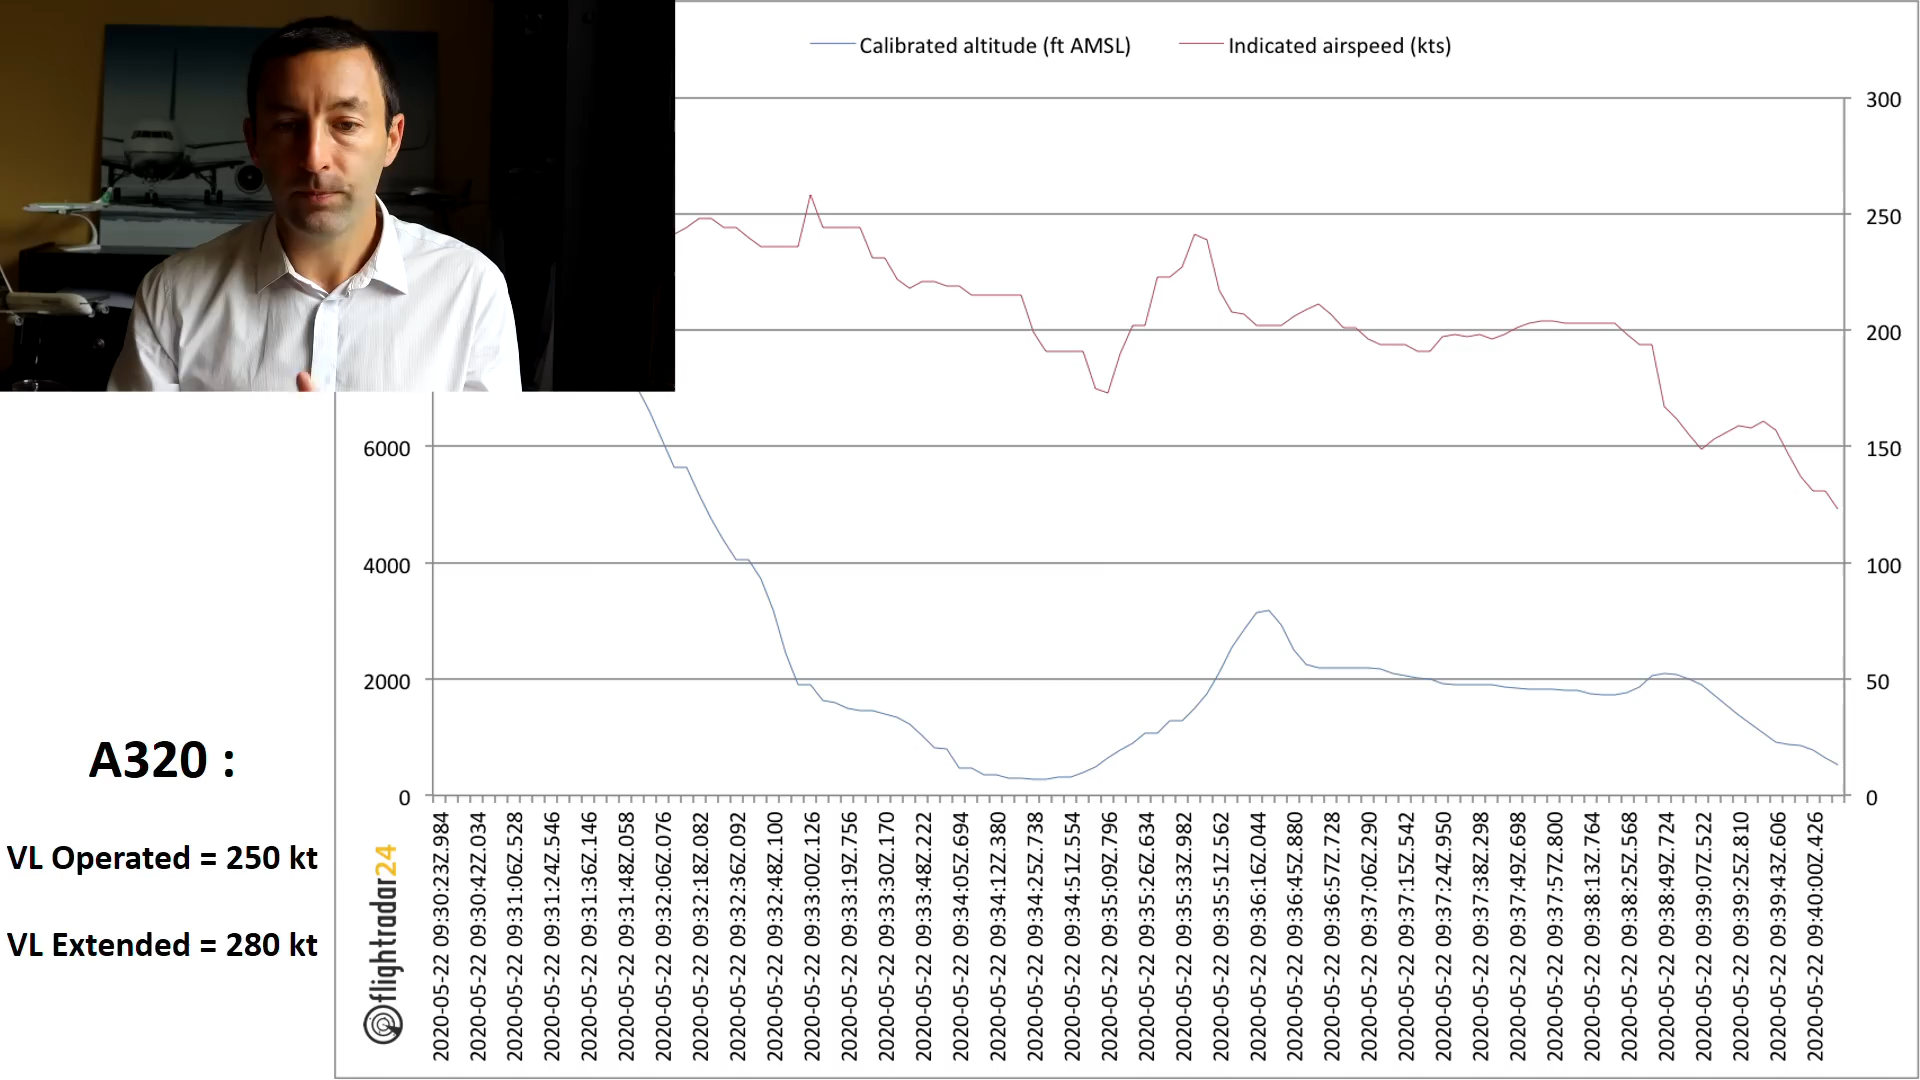 Calibrated altitude (ft AMSL)
Indicated airspeed (kts)
300
250
200
150
100
50
0
6000
4000
2000
0
A320 :
VL Operated = 250 kt
VL Extended = 280 kt
flightradar24
2020-05-22 09:30:23Z.984
2020-05-22 09:30:42Z.034
2020-05-22 09:31:06Z.528
2020-05-22 09:31:24Z.546
2020-05-22 09:31:36Z.146
2020-05-22 09:31:48Z.058
2020-05-22 09:32:06Z.076
2020-05-22 09:32:18Z.082
2020-05-22 09:32:36Z.092
2020-05-22 09:32:48Z.100
2020-05-22 09:33:00Z.126
2020-05-22 09:33:19Z.756
2020-05-22 09:33:30Z.170
2020-05-22 09:33:48Z.222
2020-05-22 09:34:05Z.694
2020-05-22 09:34:12Z.380
2020-05-22 09:34:25Z.738
2020-05-22 09:34:51Z.554
2020-05-22 09:35:09Z.796
2020-05-22 09:35:26Z.634
2020-05-22 09:35:33Z.982
2020-05-22 09:35:51Z.562
2020-05-22 09:36:16Z.044
2020-05-22 09:36:45Z.880
2020-05-22 09:36:57Z.728
2020-05-22 09:37:06Z.290
2020-05-22 09:37:15Z.542
2020-05-22 09:37:24Z.950
2020-05-22 09:37:38Z.298
2020-05-22 09:37:49Z.698
2020-05-22 09:37:57Z.800
2020-05-22 09:38:13Z.764
2020-05-22 09:38:25Z.568
2020-05-22 09:38:49Z.724
2020-05-22 09:39:07Z.522
2020-05-22 09:39:25Z.810
2020-05-22 09:39:43Z.606
2020-05-22 09:40:00Z.426